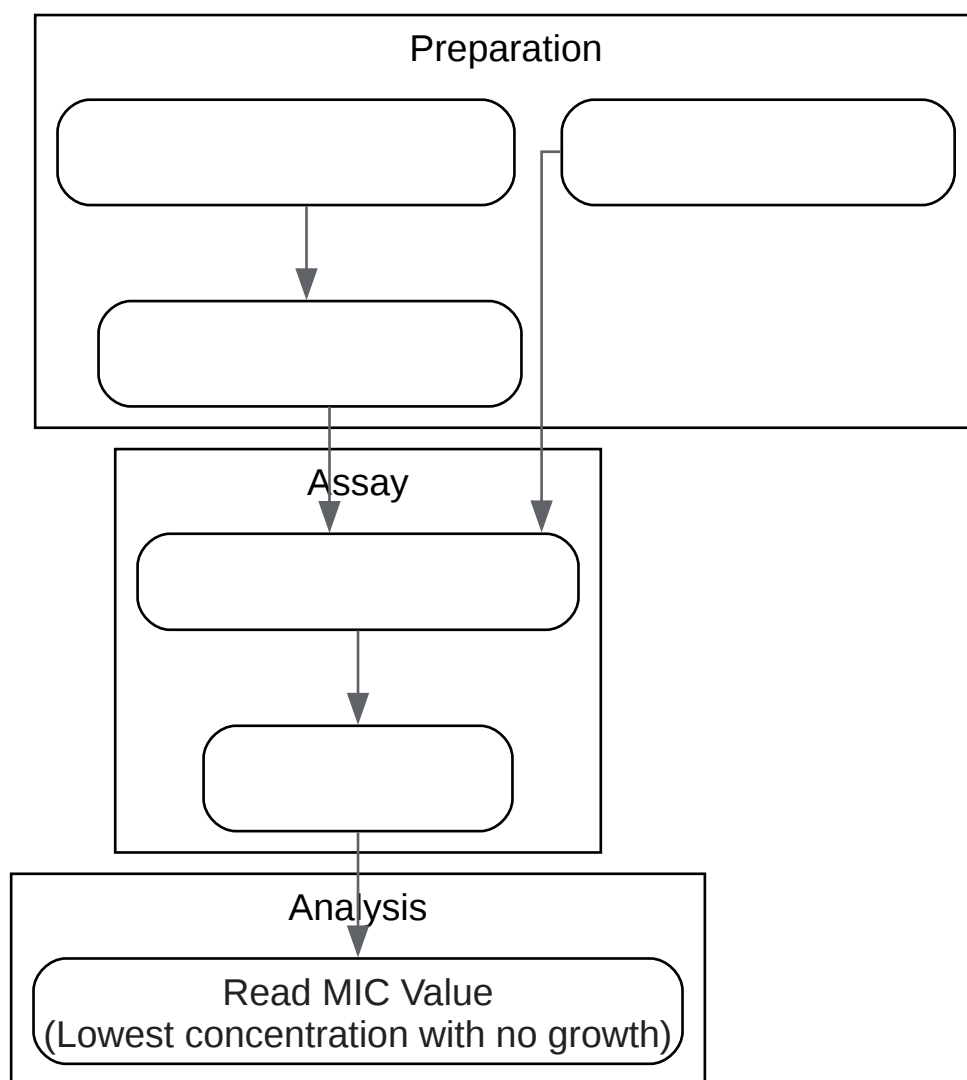 Preparation
Assay
Analysis
Read MIC Value
(Lowest concentration with no growth)